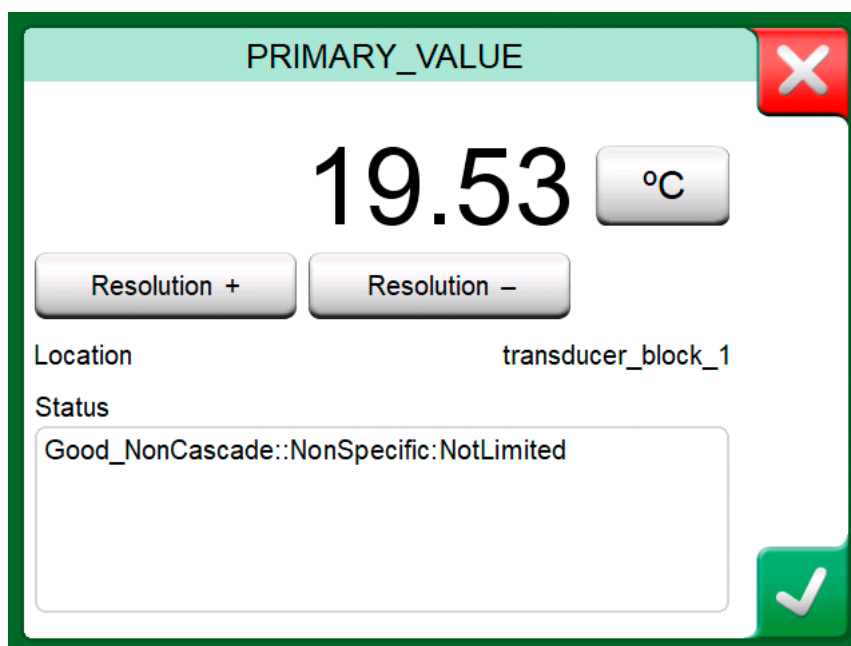 PRIMARY_VALUE
19.53 ºC
Resolution + Resolution –
Location transducer_block_1
Status
Good_NonCascade::NonSpecific:NotLimited